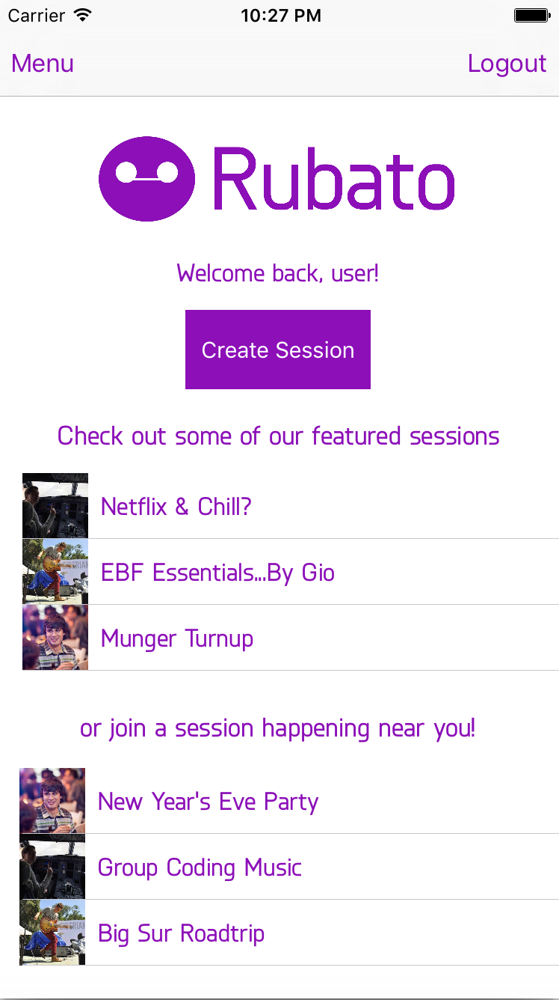 Carrier 10:27 PM
Menu Logout
Rubato
Welcome back, user!
Create Session
Check out some of our featured sessions
Netflix & Chill?
EBF Essentials...By Gio
Munger Turnup
or join a session happening near you!
New Year's Eve Party
Group Coding Music
Big Sur Roadtrip